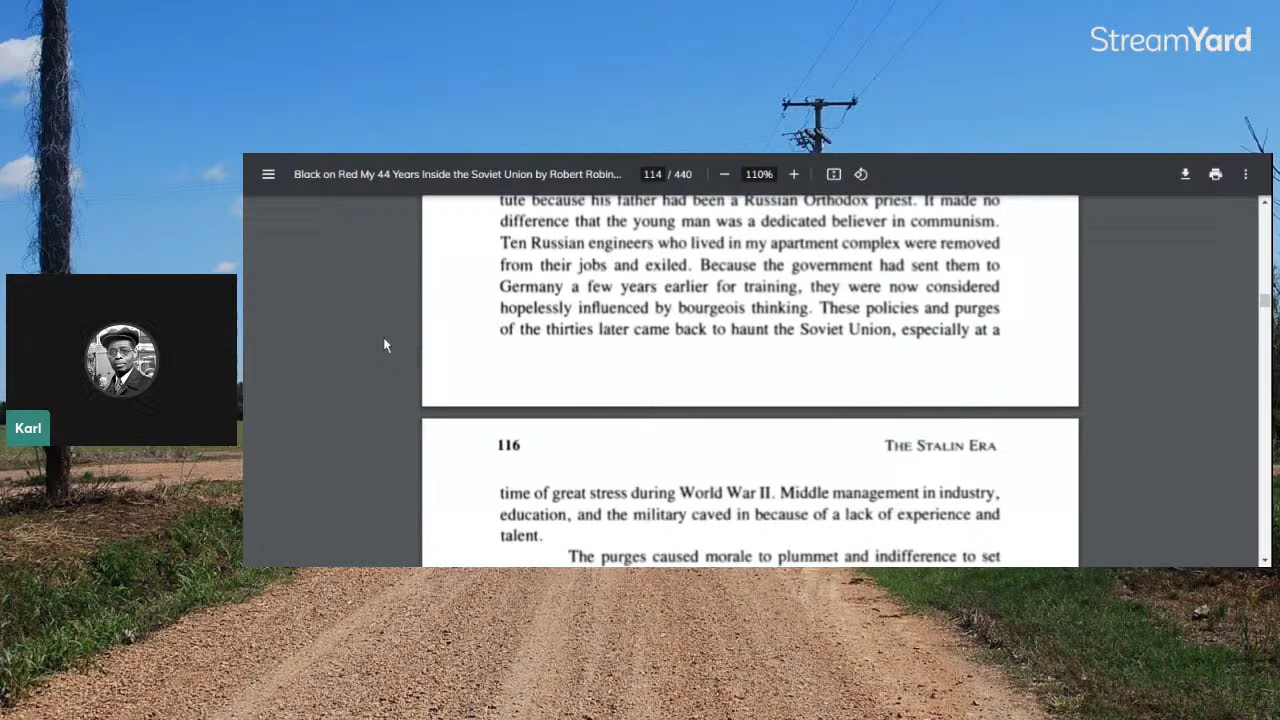 StreamYard
Black on Red My 44 Years Inside the Soviet Union by Robert Robin... 114 / 440 110%
tute because his father had been a Russian Orthodox priest. It made no
difference that the young man was a dedicated believer in communism.
Ten Russian engineers who lived in my apartment complex were removed
from their jobs and exiled. Because the government had sent them to
Germany a few years earlier for training, they were now considered
hopelessly influenced by bourgeois thinking. These policies and purges
of the thirties later came back to haunt the Soviet Union, especially at a
Karl
116 THE STALIN ERA
time of great stress during World War II. Middle management in industry,
education, and the military caved in because of a lack of experience and
talent.
The purges caused morale to plummet and indifference to set